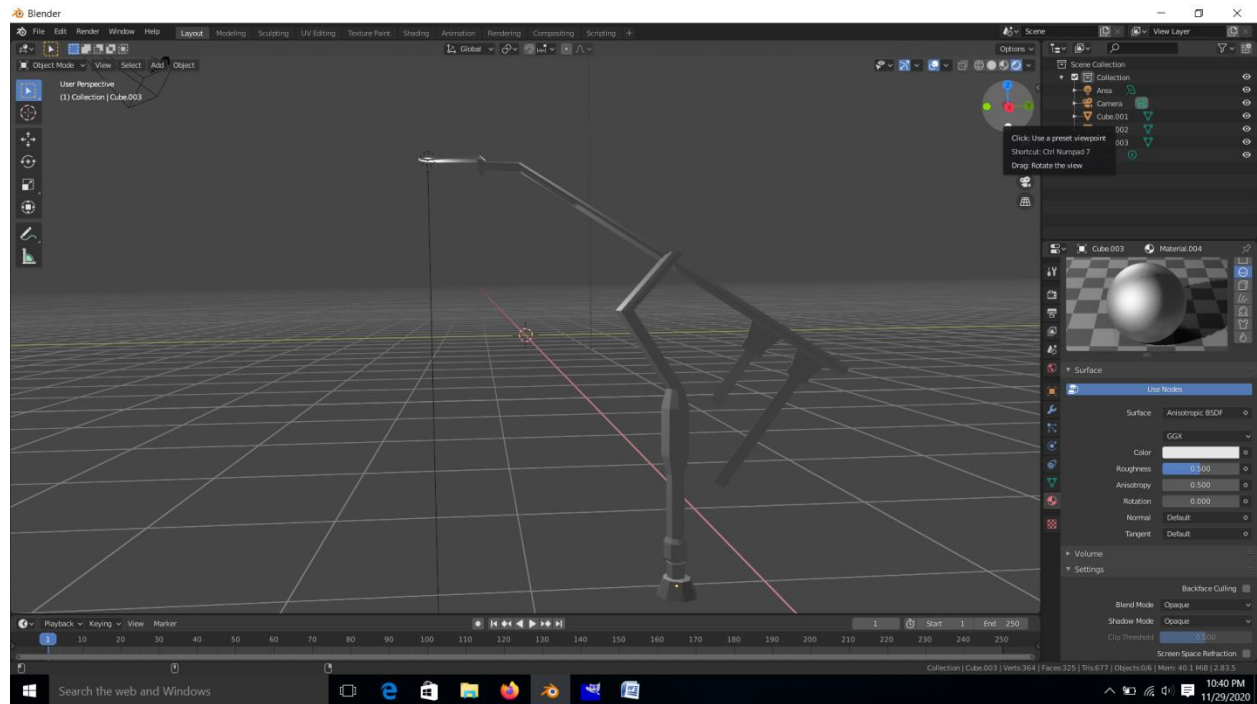 Blender
File Edit Render Window Help Layout Modeling Sculpting UV Editing Texture Paint Shading Animation Rendering Compositing Scripting + Scene View Layer
Global Options
Object Mode View Select Add Object
User Perspective
(1) Collection | Cube.003
Scene Collection
Collection
Area
Camera
Cube.001
002
003
Click: Use a preset viewpoint
Shortcut: Ctrl Numpad 7
Drag: Rotate the view
Cube.003 Material.004
Surface
Use Nodes
Surface Anisotropic BSDF
GGX
Color
Roughness 0.500
Anisotropy 0.500
Rotation 0.000
Normal Default
Tangent Default
Volume
Settings
Backface Culling
Blend Mode Opaque
Shadow Mode Opaque
Clip Threshold 0.500
Screen Space Refraction
Playback Keying View Marker 1 Start 1 End 250
1 10 20 30 40 50 60 70 80 90 100 110 120 130 140 150 160 170 180 190 200 210 220 230 240 250
Collection | Cube.003 | Verts:364 | Faces:325 | Tris:677 | Objects:0/6 | Mem: 40.1 MiB | 2.83.5
Search the web and Windows
10:40 PM
11/29/2020